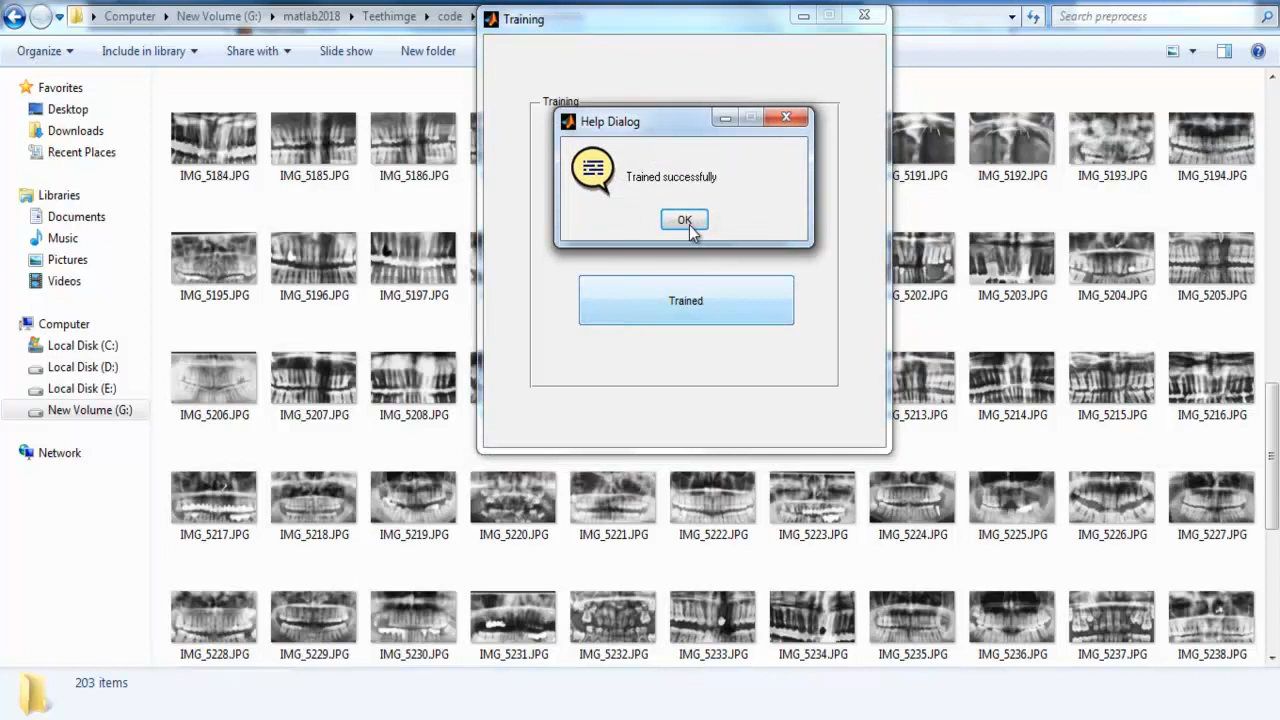 Computer ▸ New Volume (G:) ▸ matlab2018 ▸ Teethimge ▸ code ▸
Training
Search preprocess
Organize
Include in library
Share with
Slide show
New folder
Favorites
Desktop
Downloads
Recent Places
Libraries
Documents
Music
Pictures
Videos
Computer
Local Disk (C:)
Local Disk (D:)
Local Disk (E:)
New Volume (G:)
Network
Training
Help Dialog
Trained successfully
OK
Trained
IMG_5184.JPG IMG_5185.JPG IMG_5186.JPG 5191.JPG IMG_5192.JPG IMG_5193.JPG IMG_5194.JPG
IMG_5195.JPG IMG_5196.JPG IMG_5197.JPG 5202.JPG IMG_5203.JPG IMG_5204.JPG IMG_5205.JPG
IMG_5206.JPG IMG_5207.JPG IMG_5208.JPG 5213.JPG IMG_5214.JPG IMG_5215.JPG IMG_5216.JPG
IMG_5217.JPG IMG_5218.JPG IMG_5219.JPG IMG_5220.JPG IMG_5221.JPG IMG_5222.JPG IMG_5223.JPG IMG_5224.JPG IMG_5225.JPG IMG_5226.JPG IMG_5227.JPG
IMG_5228.JPG IMG_5229.JPG IMG_5230.JPG IMG_5231.JPG IMG_5232.JPG IMG_5233.JPG IMG_5234.JPG IMG_5235.JPG IMG_5236.JPG IMG_5237.JPG IMG_5238.JPG
203 items